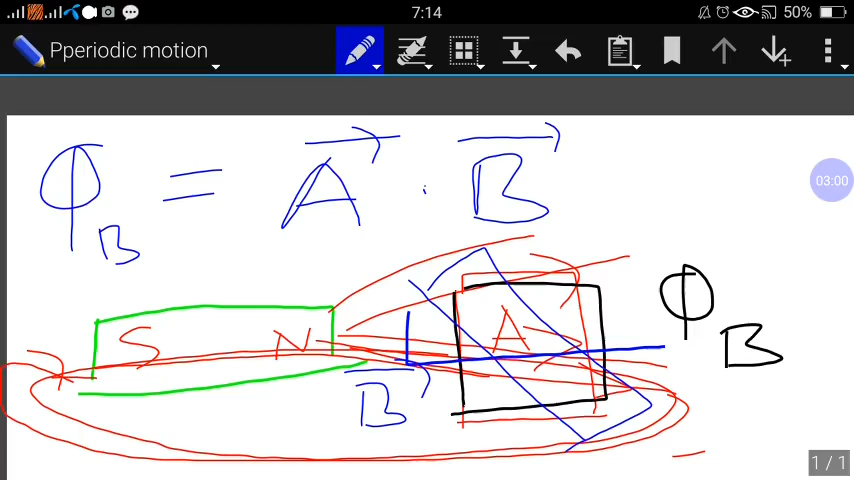 7:14
50%
Pperiodic motion
03:00
Φ_B = A⃗ · B⃗
S N A Φ_B
B⃗
1 / 1